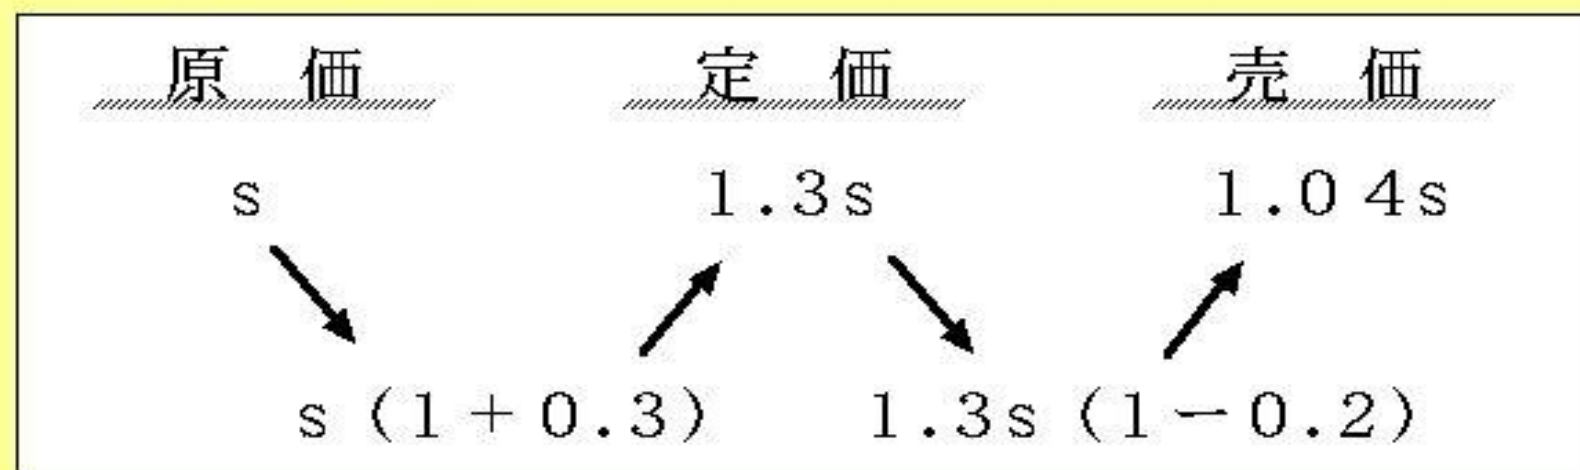 原 価 定 価 売 価
s 1.3s 1.04s
s(1+0.3) 1.3s(1-0.2)